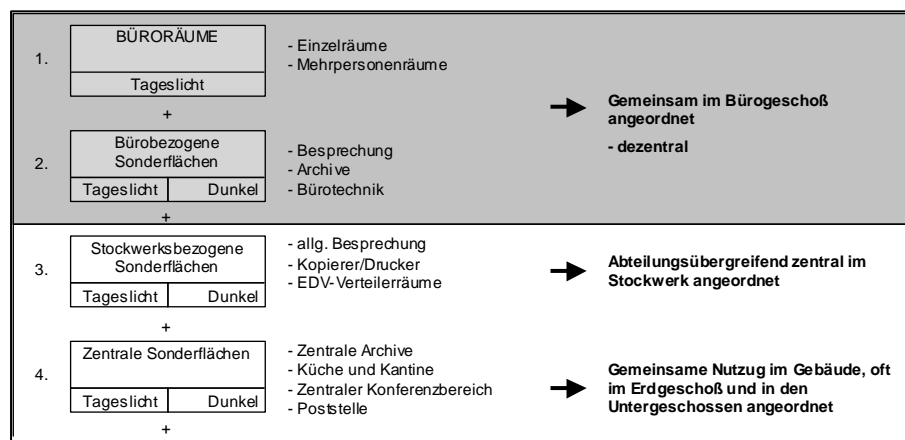 1.
BÜRORÄUME
Tageslicht
- Einzelräume
- Mehrpersonenräume
+
Gemeinsam im Bürogeschoß
angeordnet
- dezentral
2.
Bürobezogene
Sonderflächen
Tageslicht Dunkel
- Besprechung
- Archive
- Bürotechnik
+
3.
Stockwerksbezogene
Sonderflächen
Tageslicht Dunkel
- allg. Besprechung
- Kopierer/Drucker
- EDV-Verteilerräume
Abteilungsübergreifend zentral im
Stockwerk angeordnet
+
4.
Zentrale Sonderflächen
Tageslicht Dunkel
- Zentrale Archive
- Küche und Kantine
- Zentraler Konferenzbereich
- Poststelle
Gemeinsame Nutzug im Gebäude, oft
im Erdgeschoß und in den
Untergeschossen angeordnet
+